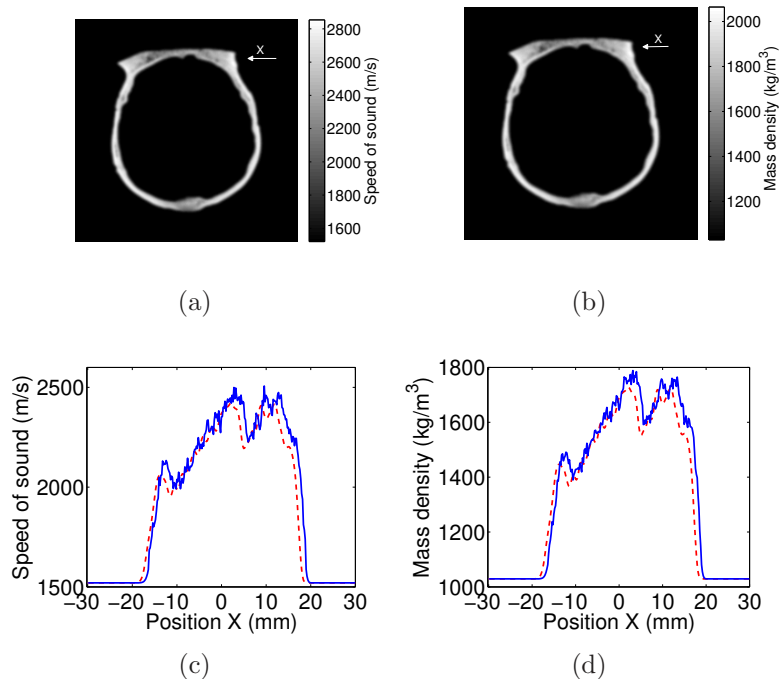 X
2800
2600
2400
2200
2000
1800
1600
Speed of sound (m/s)
(a)
X
2000
1800
1600
1400
1200
Mass density (kg/m³)
(b)
2500
2000
1500
Speed of sound (m/s)
−30 −20 −10 0 10 20 30
Position X (mm)
(c)
1800
1600
1400
1200
1000
Mass density (kg/m³)
−30 −20 −10 0 10 20 30
Position X (mm)
(d)